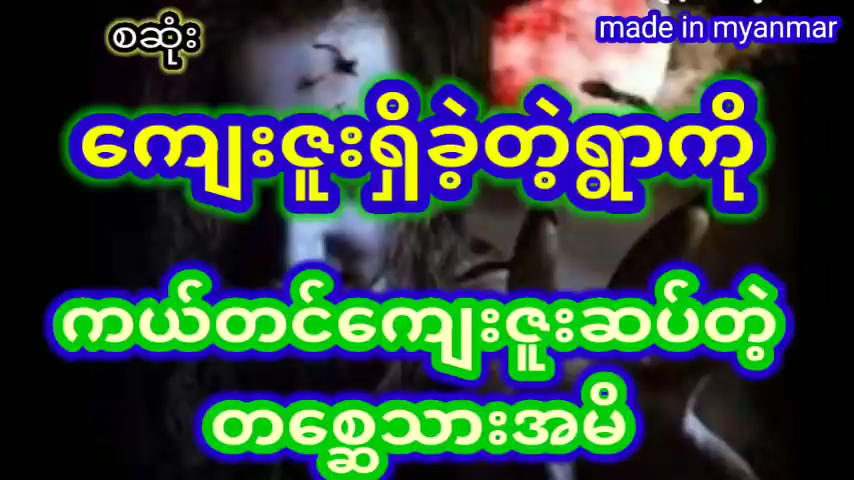 made in myanmar
စဆုံး
ကျေးဇူးရှိခဲ့တဲ့ရွာကို
ကယ်တင်ကျေးဇူးဆပ်တဲ့
တစ္ဆေသားအမိ